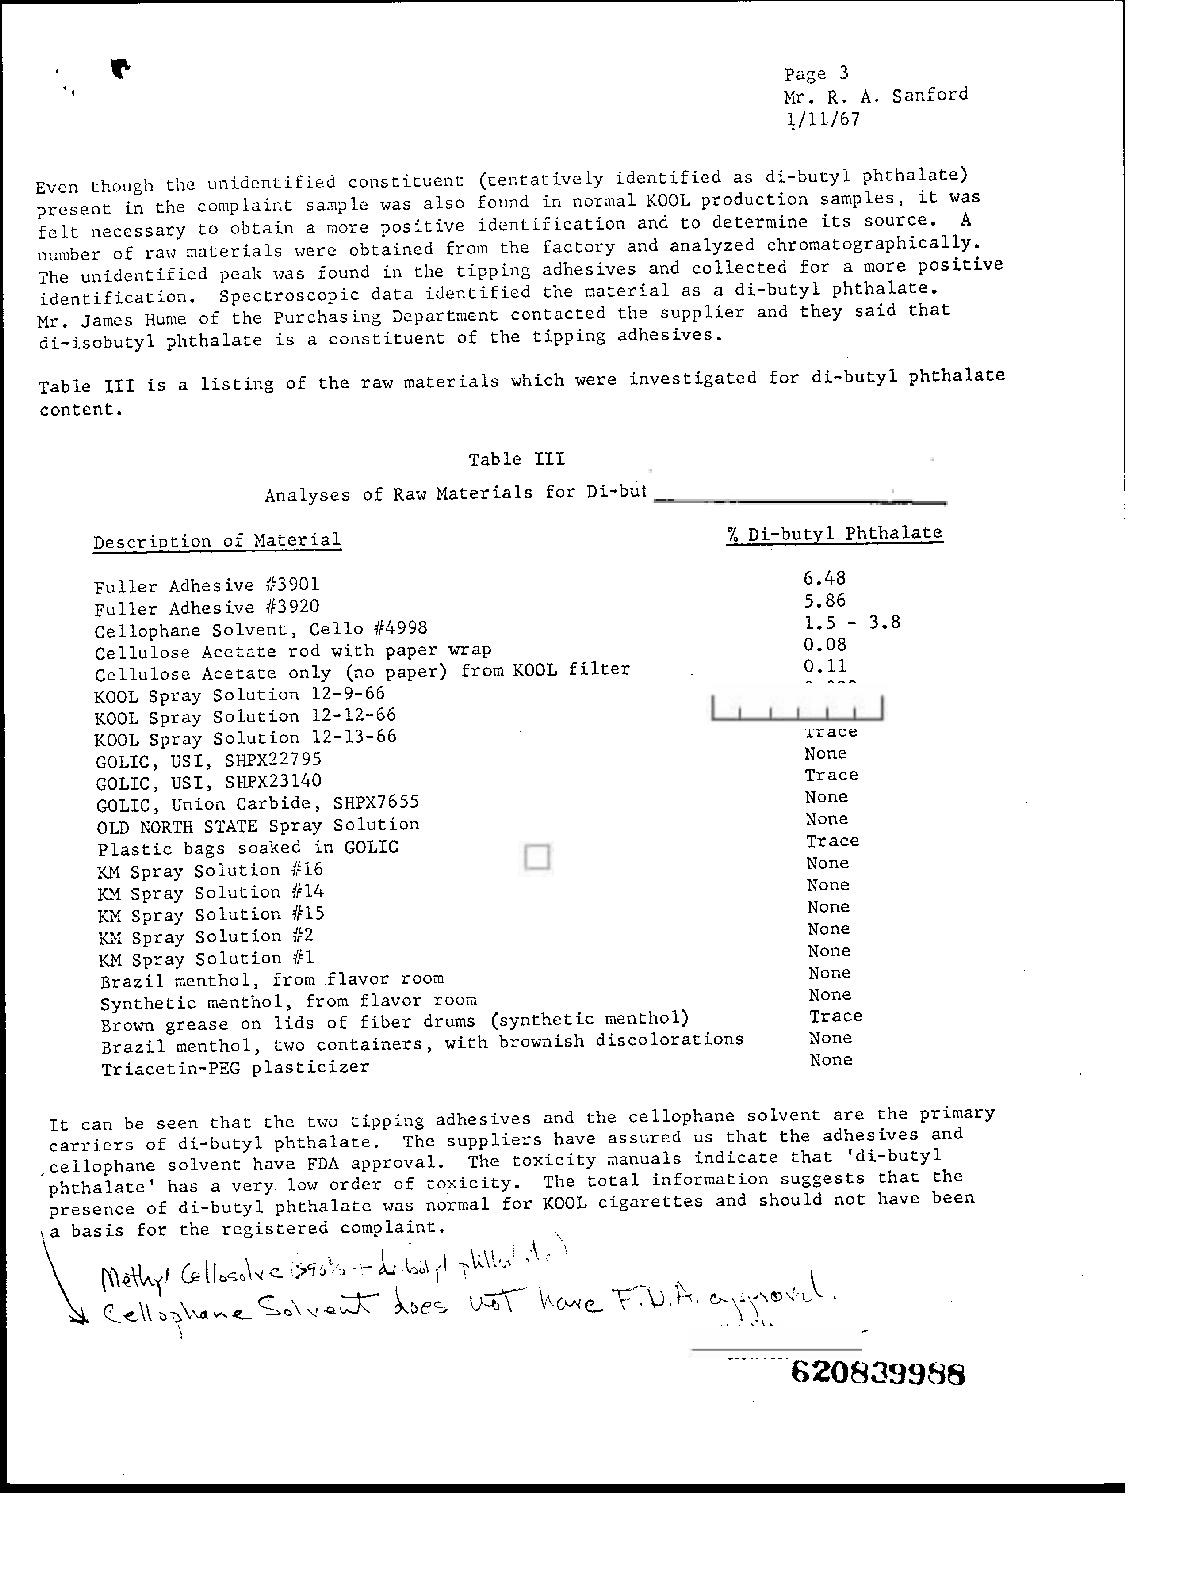 Page 3
Mr. R. A. Sanford
1/11/67
Even though the unidentified constituent (tentatively identified as di-butyl phthalate)
present in the complaint sample was also found in normal KOOL production samples, it was
felt necessary to obtain a more positive identification and to determine its source. A
number of raw materials were obtained from the factory and analyzed chromatographically.
The unidentified peak was found in the tipping adhesives and collected for a more positive
identification. Spectroscopic data identified the material as a di-butyl phthalate.
Mr. James Hume of the Purchasing Department contacted the supplier and they said that
di-isobutyl phthalate is a constituent of the tipping adhesives.
Table III is a listing of the raw materials which were investigated for di-butyl phthalate
content.
Table III
Analyses of Raw Materials for Di-but
Description of Material % Di-butyl Phthalate
Fuller Adhesive #3901 6.48
Fuller Adhesive #3920 5.86
Cellophane Solvent, Cello #4998 1.5 - 3.8
Cellulose Acetate rod with paper wrap 0.08
Cellulose Acetate only (no paper) from KOOL filter 0.11
KOOL Spray Solution 12-9-66
KOOL Spray Solution 12-12-66
KOOL Spray Solution 12-13-66 Trace
GOLIC, USI, SHPX22795 None
GOLIC, USI, SHPX23140 Trace
GOLIC, Union Carbide, SHPX7655 None
OLD NORTH STATE Spray Solution None
Plastic bags soaked in GOLIC Trace
KM Spray Solution #16 None
KM Spray Solution #14 None
KM Spray Solution #15 None
KM Spray Solution #2 None
KM Spray Solution #1 None
Brazil menthol, from flavor room None
Synthetic menthol, from flavor room None
Brown grease on lids of fiber drums (synthetic menthol) Trace
Brazil menthol, two containers, with brownish discolorations None
Triacetin-PEG plasticizer None
It can be seen that the two tipping adhesives and the cellophane solvent are the primary
carriers of di-butyl phthalate. The suppliers have assured us that the adhesives and
cellophane solvent have FDA approval. The toxicity manuals indicate that 'di-butyl
phthalate' has a very low order of toxicity. The total information suggests that the
presence of di-butyl phthalate was normal for KOOL cigarettes and should not have been
a basis for the registered complaint.
Methyl Cellosolve
Cellophane Solvent does not have F.D.A. approval.
620839988